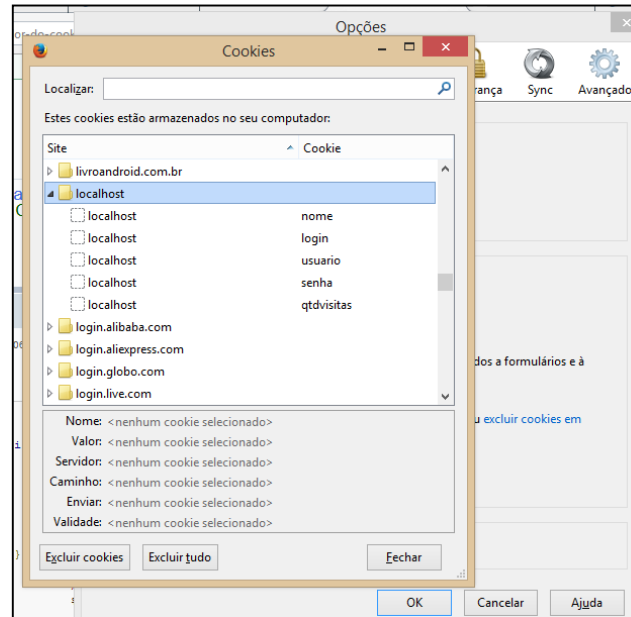 or-do-cook
Opções
Cookies
rança Sync Avançado
Localizar:
Estes cookies estão armazenados no seu computador:
Site Cookie
livroandroid.com.br
localhost
localhost nome
localhost login
localhost usuario
localhost senha
localhost qtdvisitas
login.alibaba.com
login.aliexpress.com
login.globo.com
login.live.com
dos a formulários e à
u excluir cookies em
Nome: <nenhum cookie selecionado>
Valor: <nenhum cookie selecionado>
Servidor: <nenhum cookie selecionado>
Caminho: <nenhum cookie selecionado>
Enviar: <nenhum cookie selecionado>
Validade: <nenhum cookie selecionado>
Excluir cookies Excluir tudo Fechar
OK Cancelar Ajuda